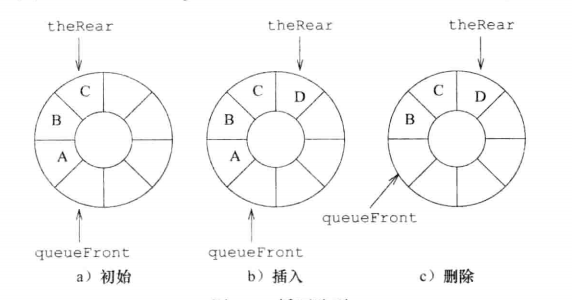 theRear theRear theRear
C C D C D
B B B
A A
queueFront
queueFront queueFront
a）初始 b）插入 c）删除